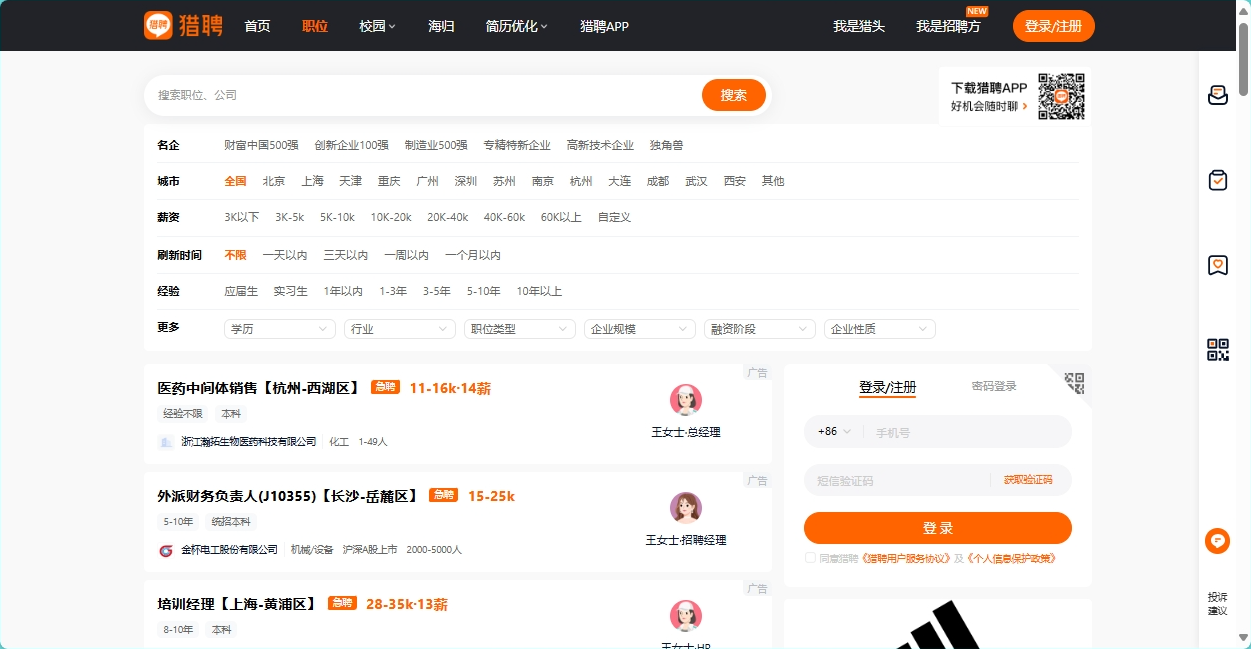 猎聘 猎聘 首页 职位 校园 海归 简历优化 猎聘APP 我是猎头 我是招聘方 NEW 登录/注册
搜索职位、公司 搜索
下载猎聘APP
好机会随时聊
名企 财富中国500强 创新企业100强 制造业500强 专精特新企业 高新技术企业 独角兽
城市 全国 北京 上海 天津 重庆 广州 深圳 苏州 南京 杭州 大连 成都 武汉 西安 其他
薪资 3K以下 3K-5k 5K-10k 10K-20k 20K-40k 40K-60k 60K以上 自定义
刷新时间 不限 一天以内 三天以内 一周以内 一个月以内
经验 应届生 实习生 1年以内 1-3年 3-5年 5-10年 10年以上
更多 学历 行业 职位类型 企业规模 融资阶段 企业性质
广告
医药中间体销售【杭州-西湖区】 急聘 11-16k·14薪
经验不限 本科
浙江瀚拓生物医药科技有限公司 化工 1-49人
王女士·总经理
广告
外派财务负责人(J10355)【长沙-岳麓区】 急聘 15-25k
5-10年 统招本科
金杯电工股份有限公司 机械/设备 沪深A股上市 2000-5000人
王女士·招聘经理
广告
培训经理【上海-黄浦区】 急聘 28-35k·13薪
8-10年 本科
王女士·HR
登录/注册 密码登录
+86 手机号
短信验证码 获取验证码
登 录
同意猎聘《猎聘用户服务协议》及《个人信息保护政策》
投诉
建议